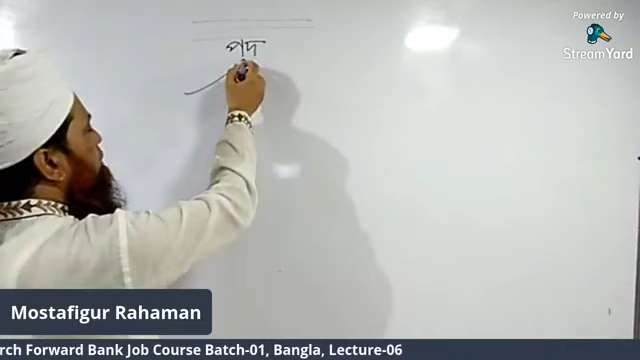 Powered by
StreamYard
পদ
Mostafigur Rahaman
rch Forward Bank Job Course Batch-01, Bangla, Lecture-06